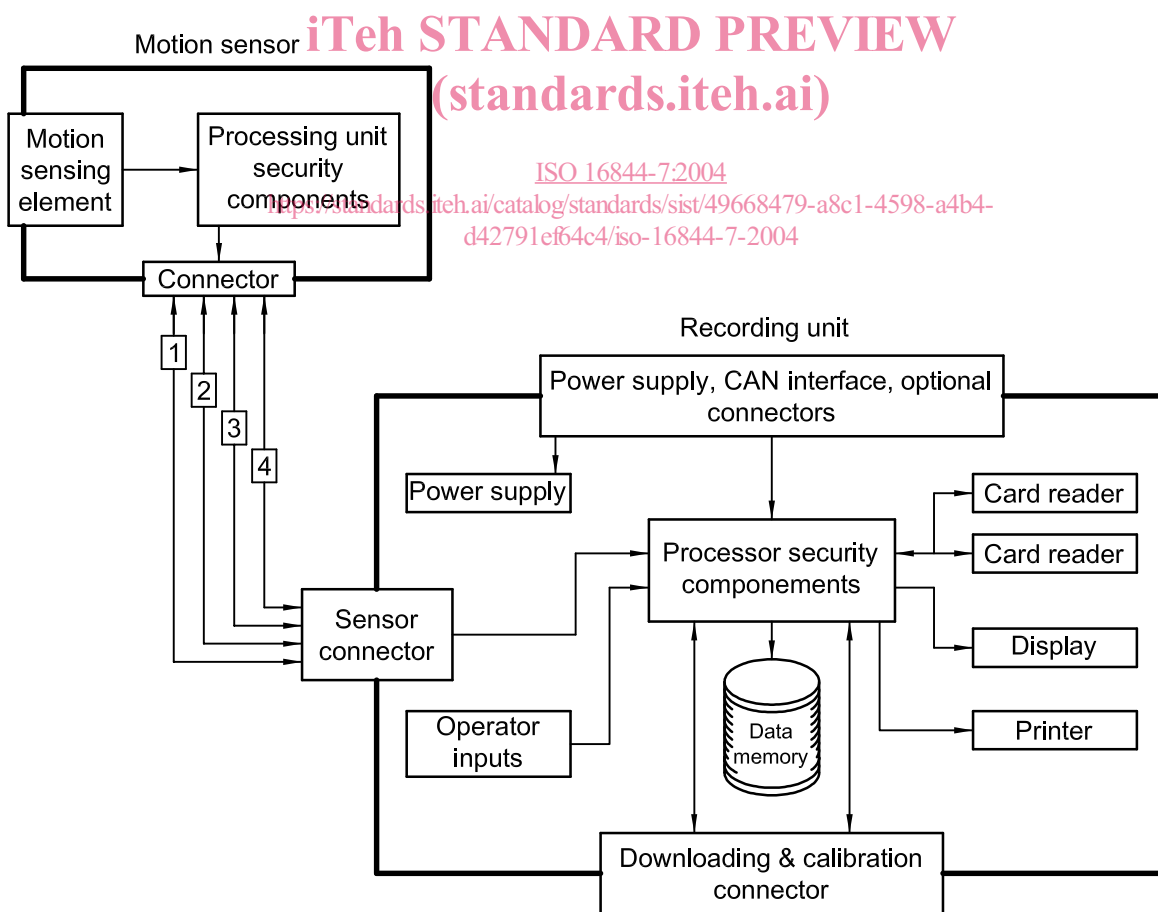 iTeh STANDARD PREVIEW
(standards.iteh.ai)
ISO 16844-7:2004
https://standards.iteh.ai/catalog/standards/sist/49668479-a8c1-4598-a4b4-
d42791ef64c4/iso-16844-7-2004
Motion sensor
Motion
sensing
element
Processing unit
security
components
Connector
1
2
3
4
Recording unit
Power supply, CAN interface, optional
connectors
Power supply
Card reader
Card reader
Processor security
componements
Sensor
connector
Display
Operator
inputs
Data
memory
Printer
Downloading & calibration
connector